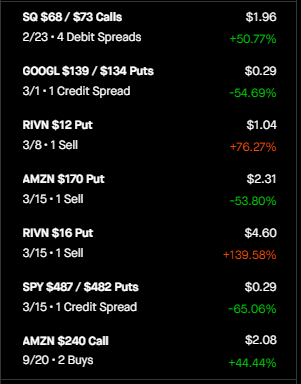 SQ $68 / $73 Calls $1.96
2/23 • 4 Debit Spreads +50.77%
GOOGL $139 / $134 Puts $0.29
3/1 • 1 Credit Spread -54.69%
RIVN $12 Put $1.04
3/8 • 1 Sell +76.27%
AMZN $170 Put $2.31
3/15 • 1 Sell -53.80%
RIVN $16 Put $4.60
3/15 • 1 Sell +139.58%
SPY $487 / $482 Puts $0.29
3/15 • 1 Credit Spread -65.06%
AMZN $240 Call $2.08
9/20 • 2 Buys +44.44%